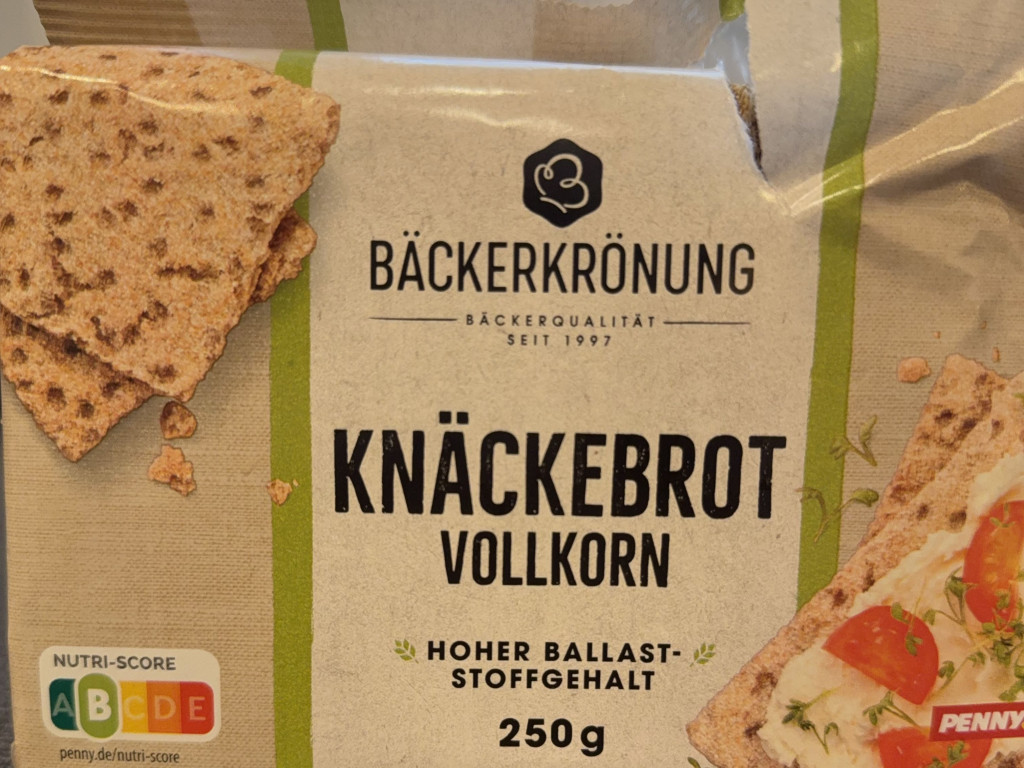 BÄCKERKRÖNUNG
BÄCKERQUALITÄT
SEIT 1997
KNÄCKEBROT
VOLLKORN
HOHER BALLAST-
STOFFGEHALT
250g
NUTRI-SCORE
A B C D E
penny.de/nutri-score
PENNY